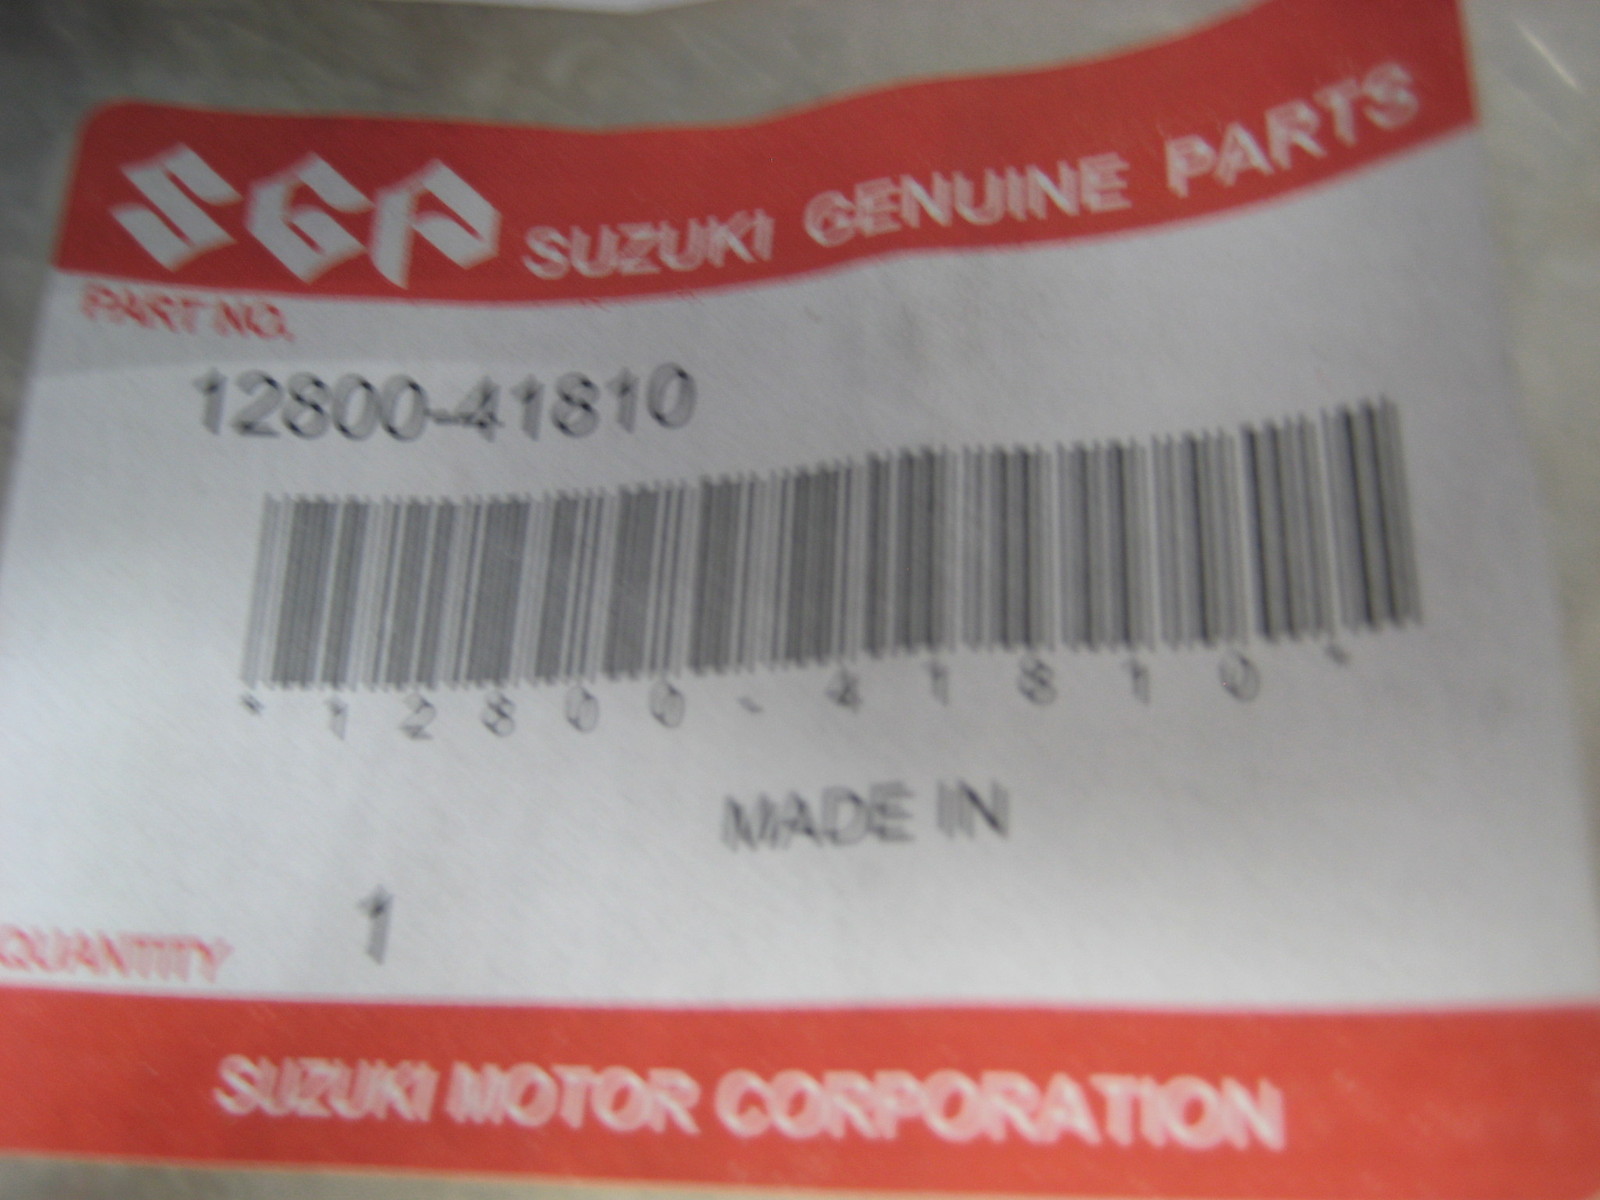 SGP SUZUKI GENUINE PARTS
PART NO.
12800-41810
*12800-41810*
MADE IN
QUANTITY 1
SUZUKI MOTOR CORPORATION